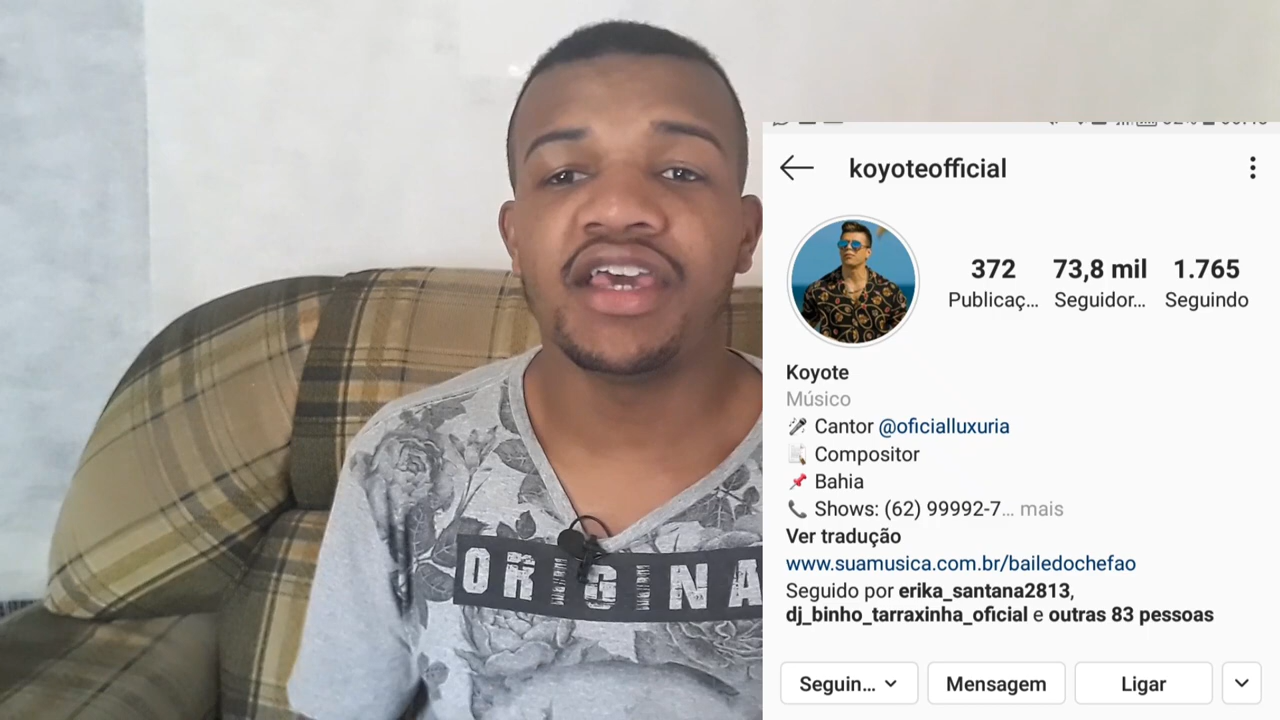 koyoteofficial
372 73,8 mil 1.765
Publicaç... Seguidor... Seguindo
Koyote
Músico
Cantor @oficialluxuria
Compositor
Bahia
Shows: (62) 99992-7... mais
Ver tradução
www.suamusica.com.br/bailedochefao
Seguido por erika_santana2813,
dj_binho_tarraxinha_oficial e outras 83 pessoas
Seguin... Mensagem Ligar
ORIGINA